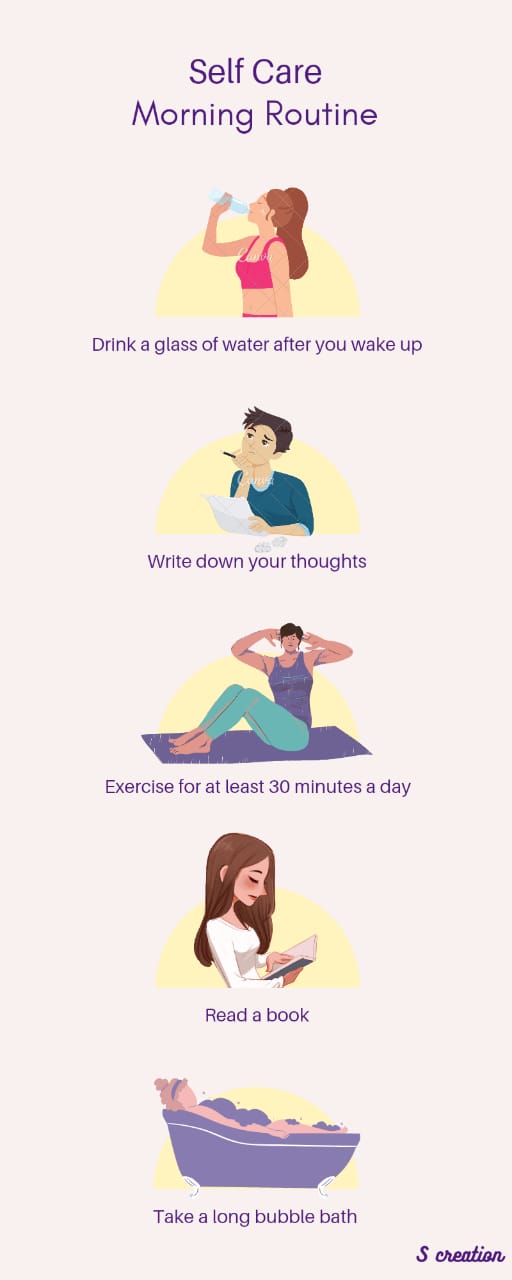 Self Care
Morning Routine
Canva
Drink a glass of water after you wake up
Canva
Write down your thoughts
Exercise for at least 30 minutes a day
Read a book
Take a long bubble bath
S creation